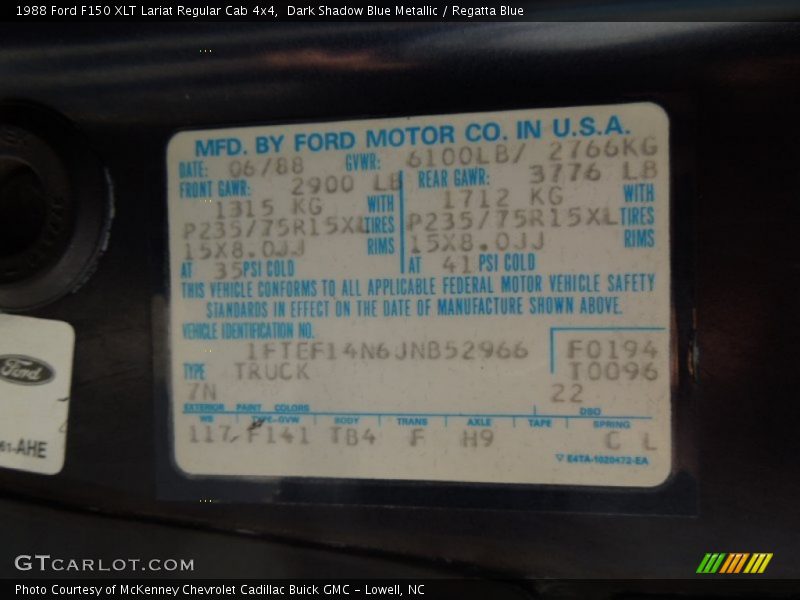 1988 Ford F150 XLT Lariat Regular Cab 4x4, Dark Shadow Blue Metallic / Regatta Blue
MFD. BY FORD MOTOR CO. IN U.S.A.
DATE: 06/88 GVWR: 6100LB/ 2766KG
FRONT GAWR: 2900 LB REAR GAWR: 3776 LB
1315 KG WITH 1712 KG WITH
P235/75R15XL TIRES P235/75R15XL TIRES
15X8.0JJ RIMS 15X8.0JJ RIMS
AT 35 PSI COLD AT 41 PSI COLD
THIS VEHICLE CONFORMS TO ALL APPLICABLE FEDERAL MOTOR VEHICLE SAFETY
STANDARDS IN EFFECT ON THE DATE OF MANUFACTURE SHOWN ABOVE.
VEHICLE IDENTIFICATION NO.
1FTEF14N6JNB52966 F0194
TYPE TRUCK T0096
7N 22
EXTERIOR PAINT COLORS DSO
WB TYPE-GVW BODY TRANS AXLE TAPE SPRING
117 F141 TB4 F H9 C L
E4TA-1020472-EA
Ford
61-AHE
GTCARLOT.COM
Photo Courtesy of McKenney Chevrolet Cadillac Buick GMC - Lowell, NC